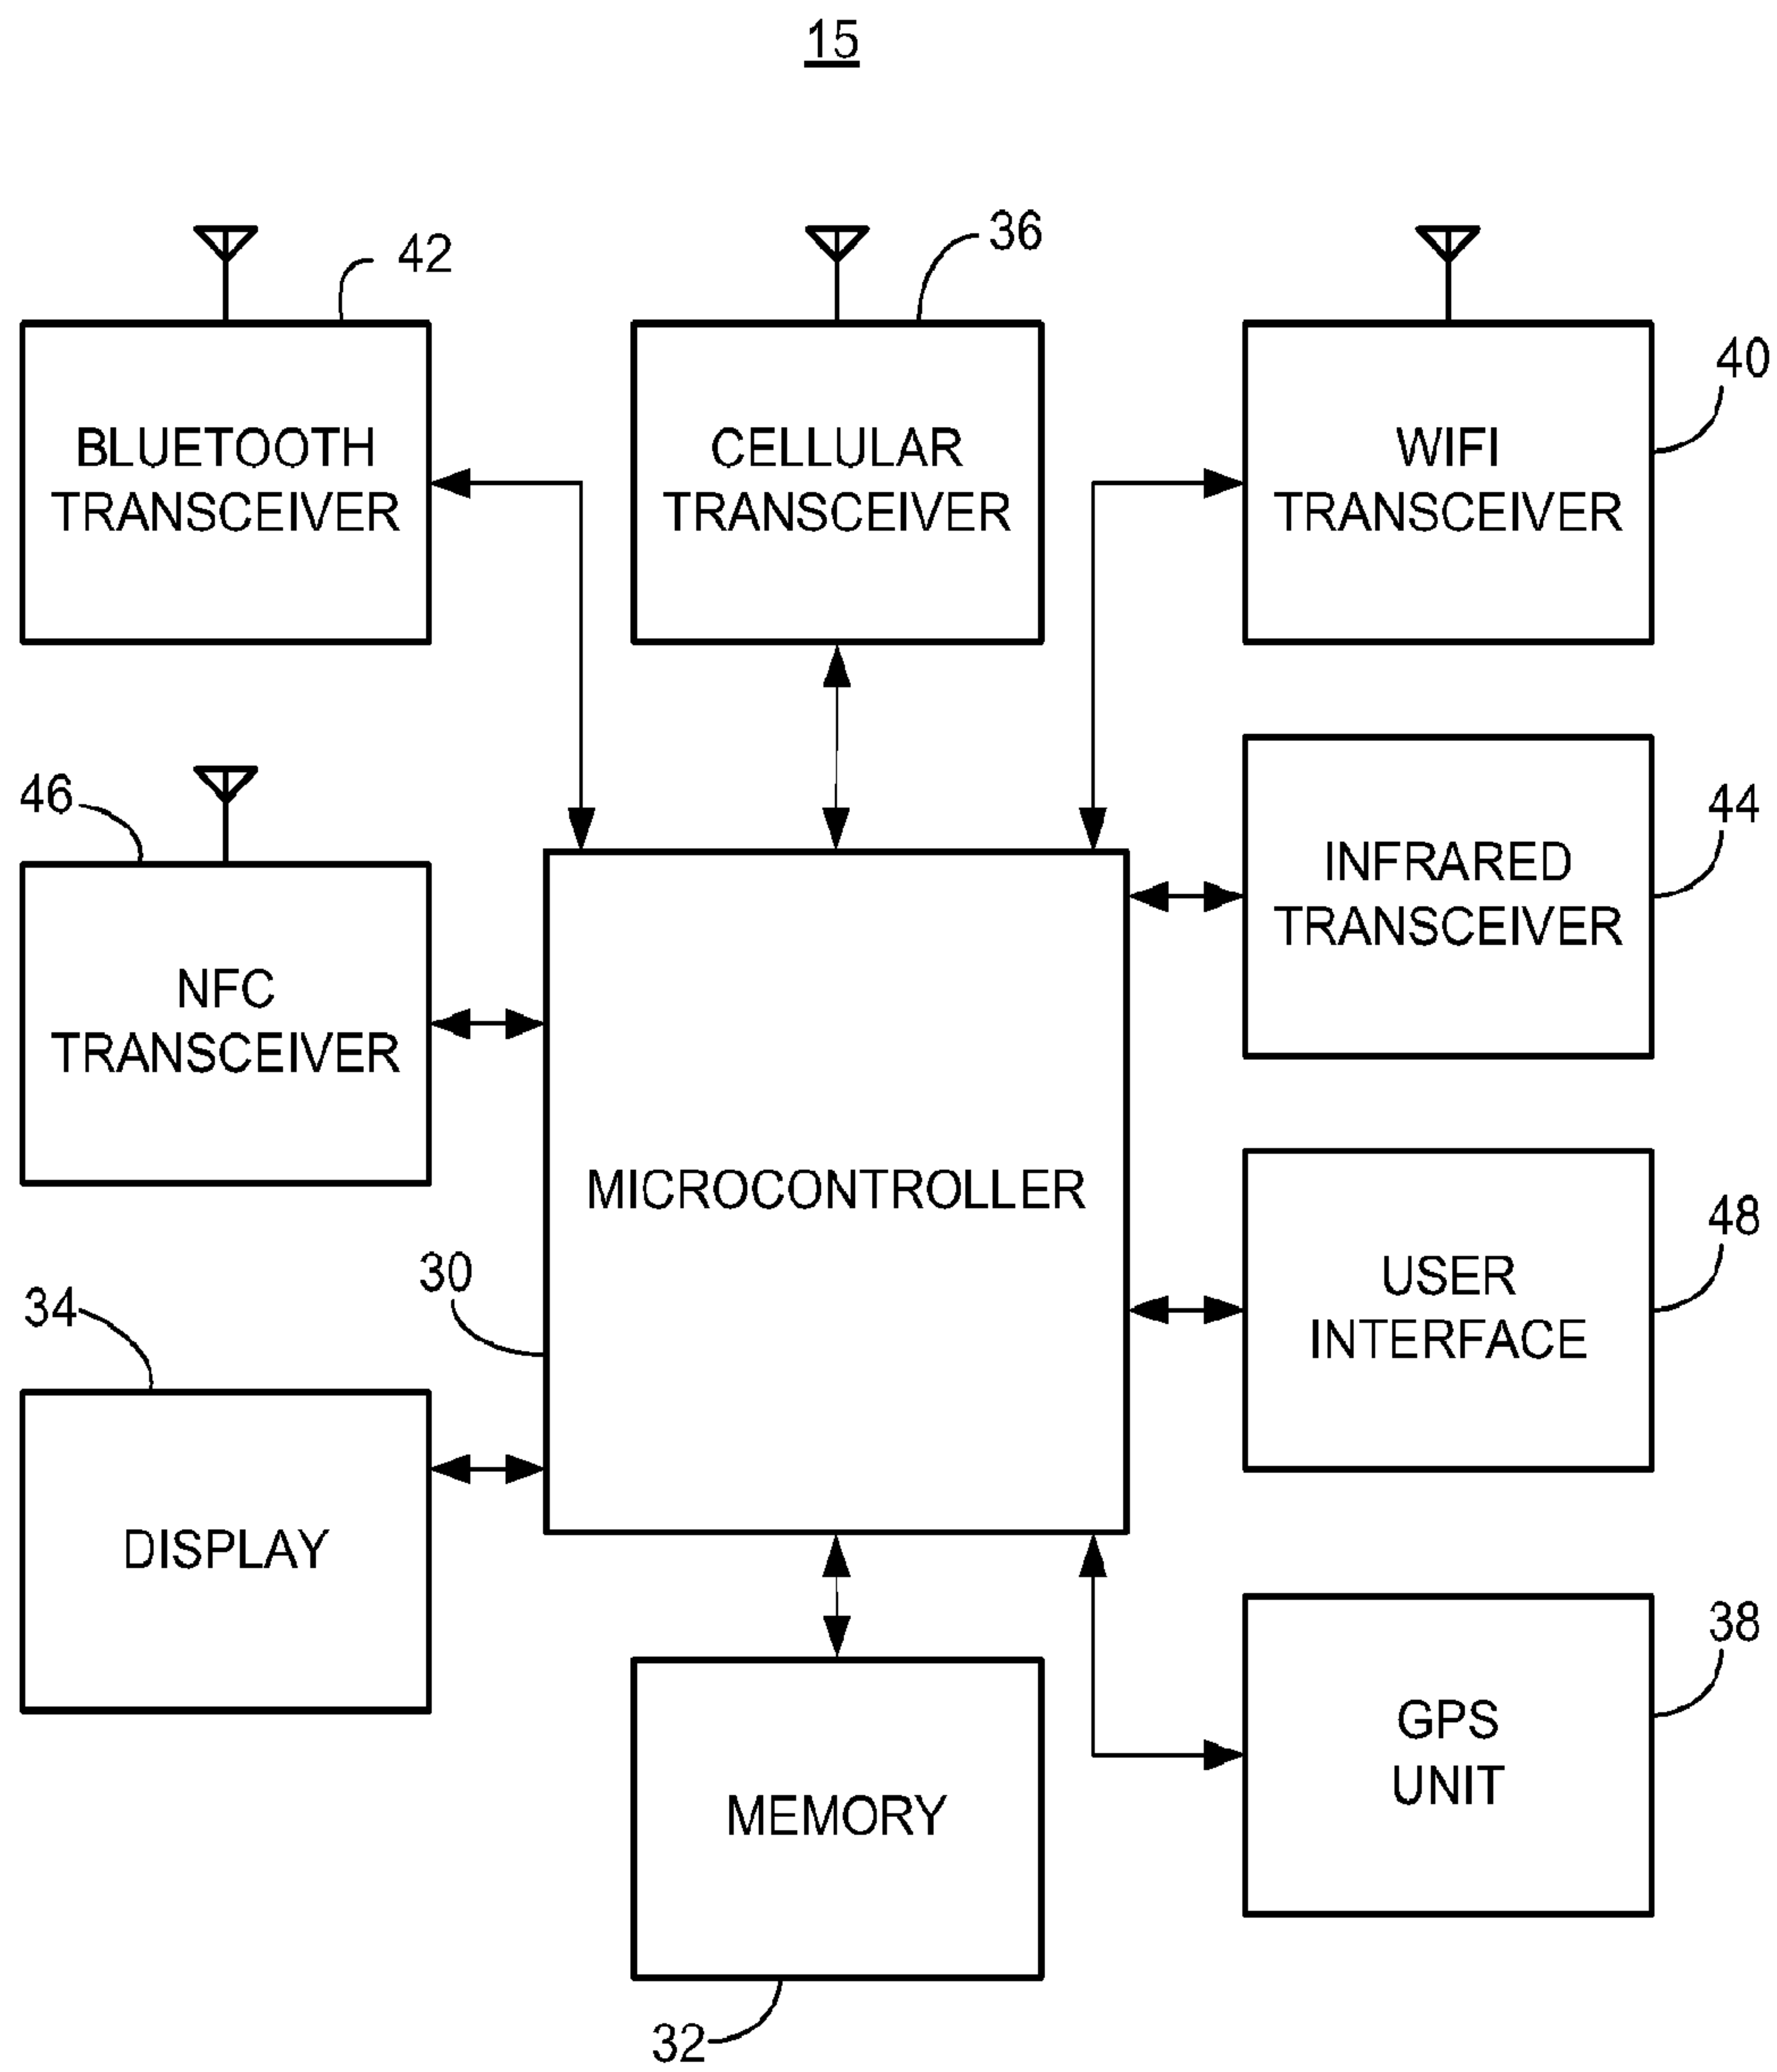 15
42
36
40
BLUETOOTH
TRANSCEIVER
CELLULAR
TRANSCEIVER
WIFI
TRANSCEIVER
46
44
INFRARED
TRANSCEIVER
NFC
TRANSCEIVER
MICROCONTROLLER
48
30
34
USER
INTERFACE
DISPLAY
38
GPS
UNIT
MEMORY
32